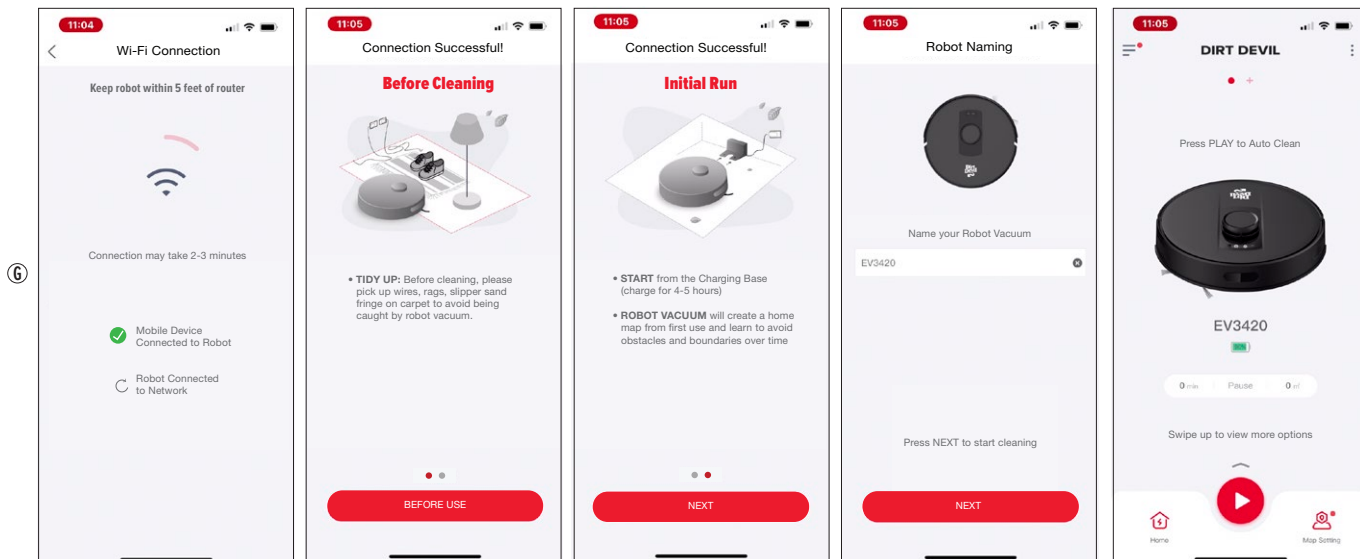 Ⓖ
11:04
Wi-Fi Connection
Keep robot within 5 feet of router
Connection may take 2-3 minutes
Mobile Device
Connected to Robot
Robot Connected
to Network
11:05
Connection Successful!
Before Cleaning
• TIDY UP: Before cleaning, please
pick up wires, rags, slipper sand
fringe on carpet to avoid being
caught by robot vacuum.
BEFORE USE
11:05
Connection Successful!
Initial Run
• START from the Charging Base
(charge for 4-5 hours)
• ROBOT VACUUM will create a home
map from first use and learn to avoid
obstacles and boundaries over time
NEXT
11:05
Robot Naming
Name your Robot Vacuum
EV3420
Press NEXT to start cleaning
NEXT
11:05
DIRT DEVIL
Press PLAY to Auto Clean
EV3420
0 min Pause 0
Swipe up to view more options
Home
Map Setting